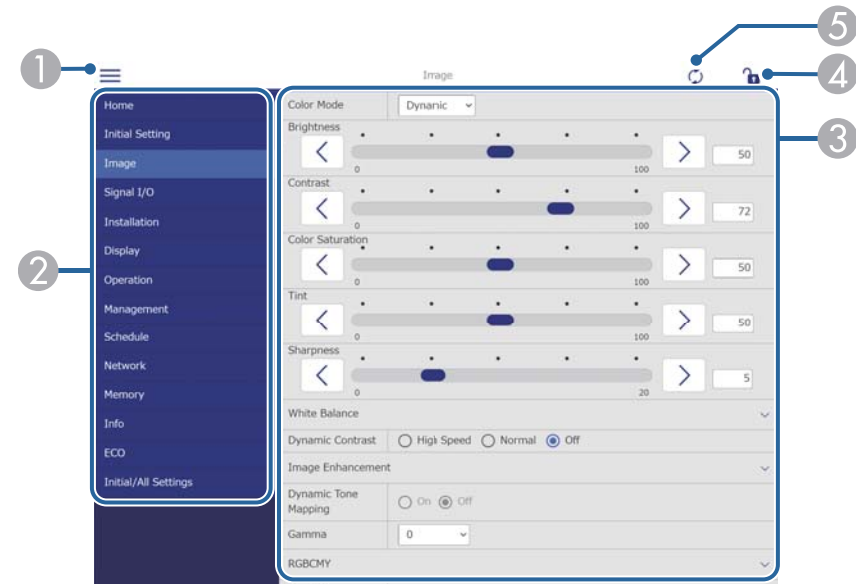 5
1
Image
4
Home
Color Mode
Dynamic
Initial Setting
Brightness
0
100
50
3
Image
Contrast
0
100
72
Signal I/O
Installation
Color Saturation
0
100
50
2
Display
Operation
Tint
0
100
50
Management
Schedule
Sharpness
0
20
5
Network
Memory
White Balance
Info
Dynamic Contrast
High Speed
Normal
Off
ECO
Image Enhancement
Initial/All Settings
Dynamic Tone
Mapping
On
Off
Gamma
0
RGBCMY